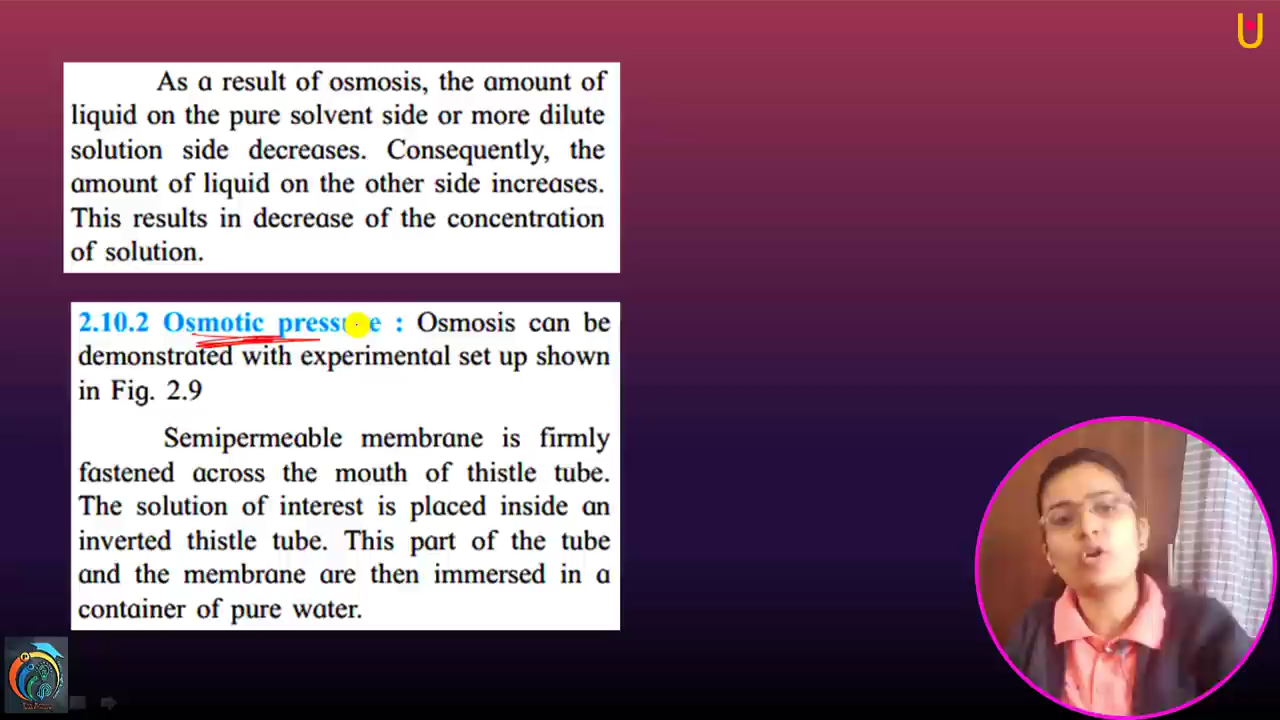 U
As a result of osmosis, the amount of
liquid on the pure solvent side or more dilute
solution side decreases. Consequently, the
amount of liquid on the other side increases.
This results in decrease of the concentration
of solution.
2.10.2 Osmotic pressure : Osmosis can be
demonstrated with experimental set up shown
in Fig. 2.9
Semipermeable membrane is firmly
fastened across the mouth of thistle tube.
The solution of interest is placed inside an
inverted thistle tube. This part of the tube
and the membrane are then immersed in a
container of pure water.